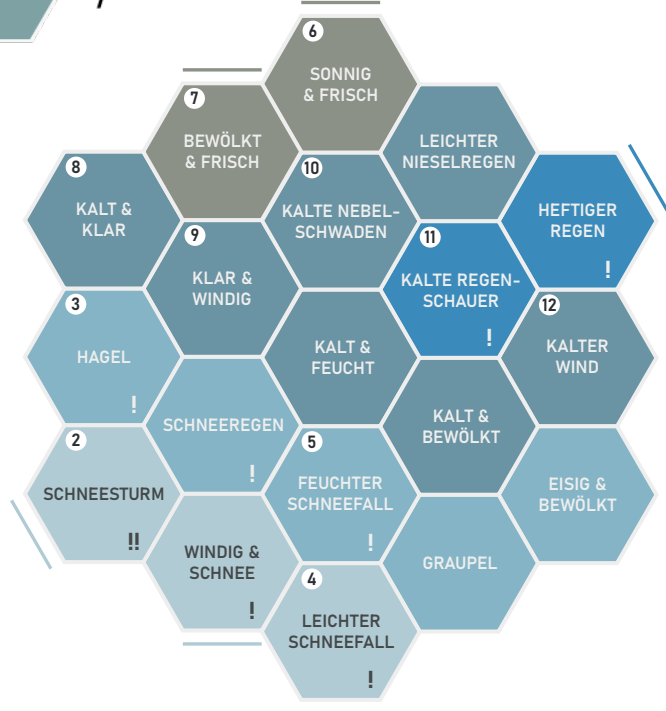 6
SONNIG
& FRISCH
7
BEWÖLKT
& FRISCH
LEICHTER
NIESELREGEN
8
KALT &
KLAR
10
KALTE NEBEL-
SCHWADEN
HEFTIGER
REGEN
!
9
KLAR &
WINDIG
11
KALTE REGEN-
SCHAUER
!
3
HAGEL
!
KALT &
FEUCHT
12
KALTER
WIND
SCHNEEREGEN
!
KALT &
BEWÖLKT
2
SCHNEESTURM
!!
5
FEUCHTER
SCHNEEFALL
!
EISIG &
BEWÖLKT
WINDIG &
SCHNEE
!
GRAUPEL
4
LEICHTER
SCHNEEFALL
!